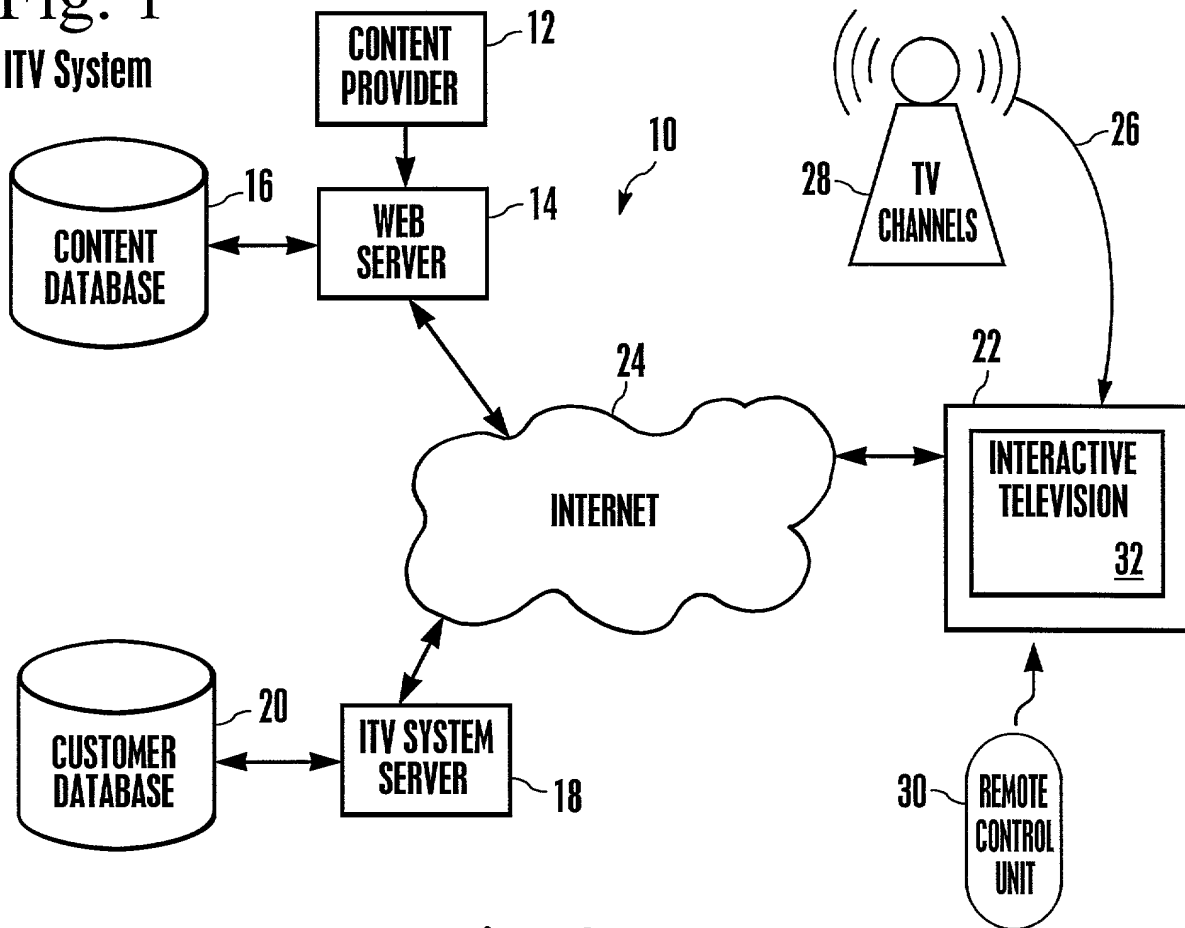 Fig. 1
ITV System
CONTENT
PROVIDER
12
10
16
CONTENT
DATABASE
WEB
SERVER
14
28
TV
CHANNELS
26
24
INTERNET
22
INTERACTIVE
TELEVISION
32
20
CUSTOMER
DATABASE
ITV SYSTEM
SERVER
18
30
REMOTE
CONTROL
UNIT